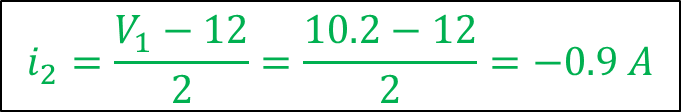 i₂ = (V₁ − 12)/2 = (10.2 − 12)/2 = −0.9 A